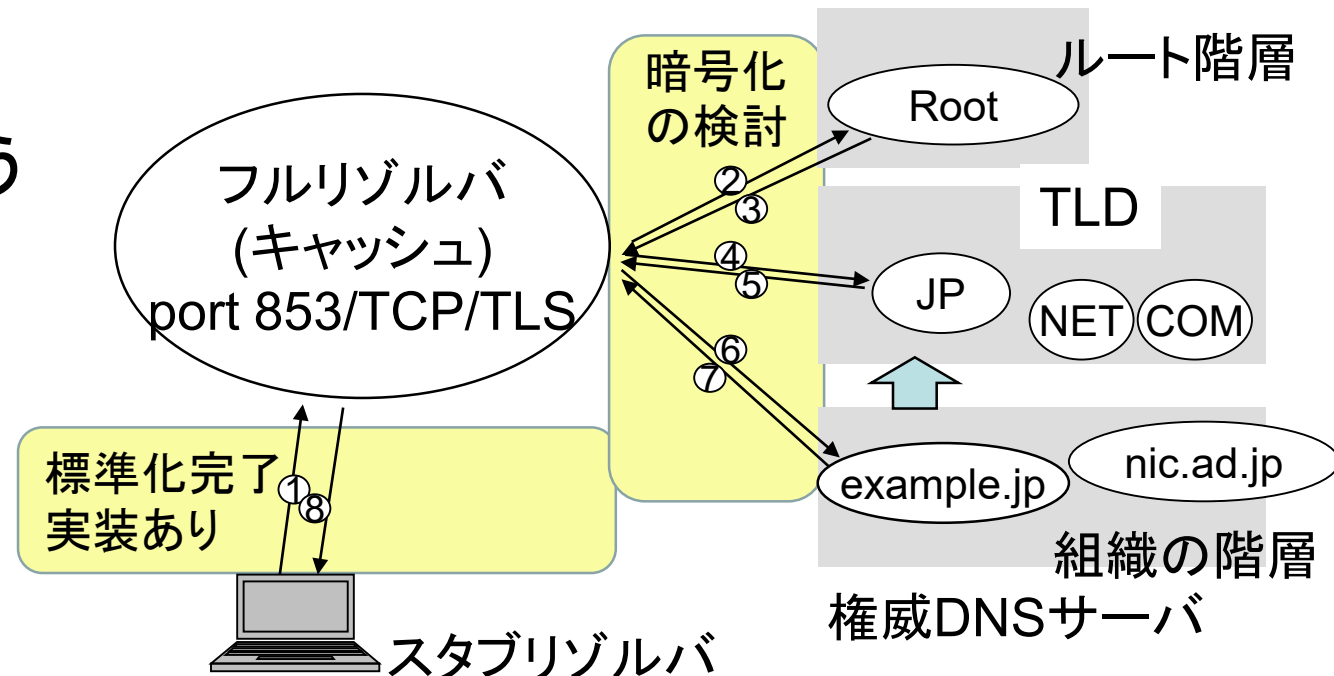 う
フルリゾルバ
(キャッシュ)
port 853/TCP/TLS
暗号化
の検討
ルート階層
Root
②
③
TLD
④
⑤
JP
NET
COM
⑥
⑦
標準化完了
実装あり
①
⑧
example.jp
nic.ad.jp
組織の階層
権威DNSサーバ
スタブリゾルバ